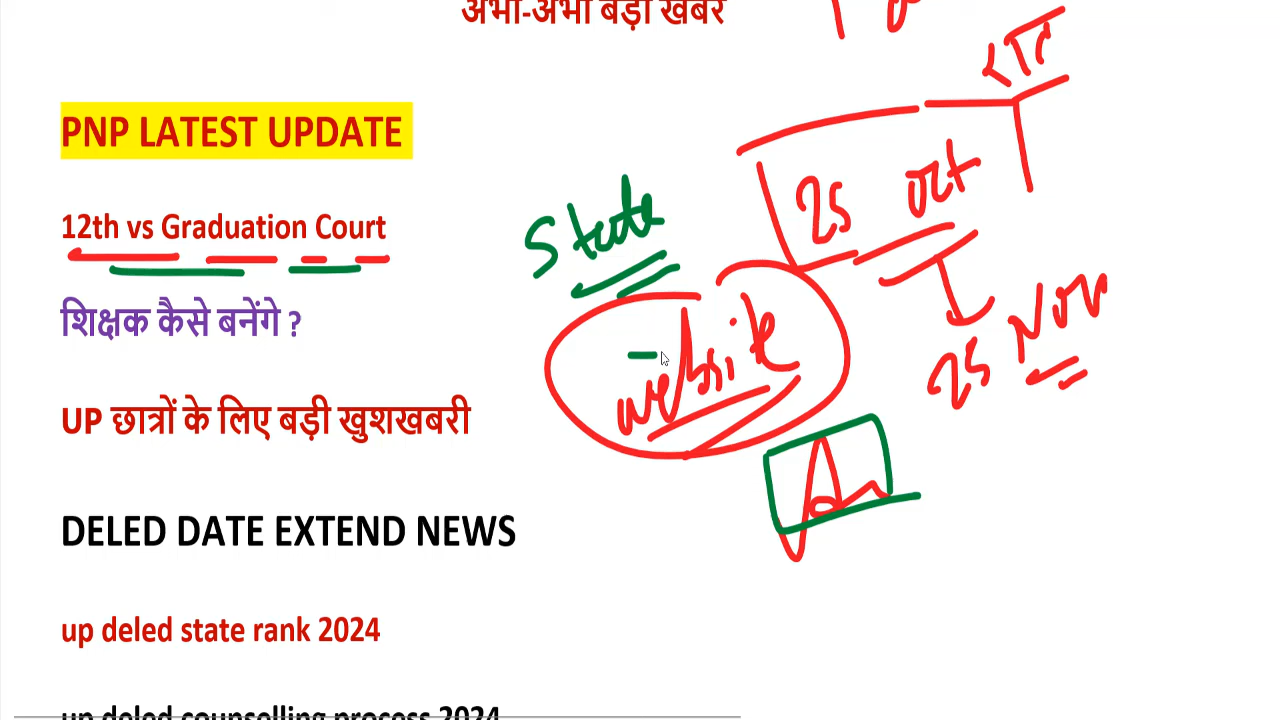 अभी-अभी बड़ी खबर
PNP LATEST UPDATE
रात
25 oct
12th vs Graduation Court
State
शिक्षक कैसे बनेंगे ?
website
25 Nov
UP छात्रों के लिए बड़ी खुशखबरी
DELED DATE EXTEND NEWS
up deled state rank 2024
up deled counselling process 2024